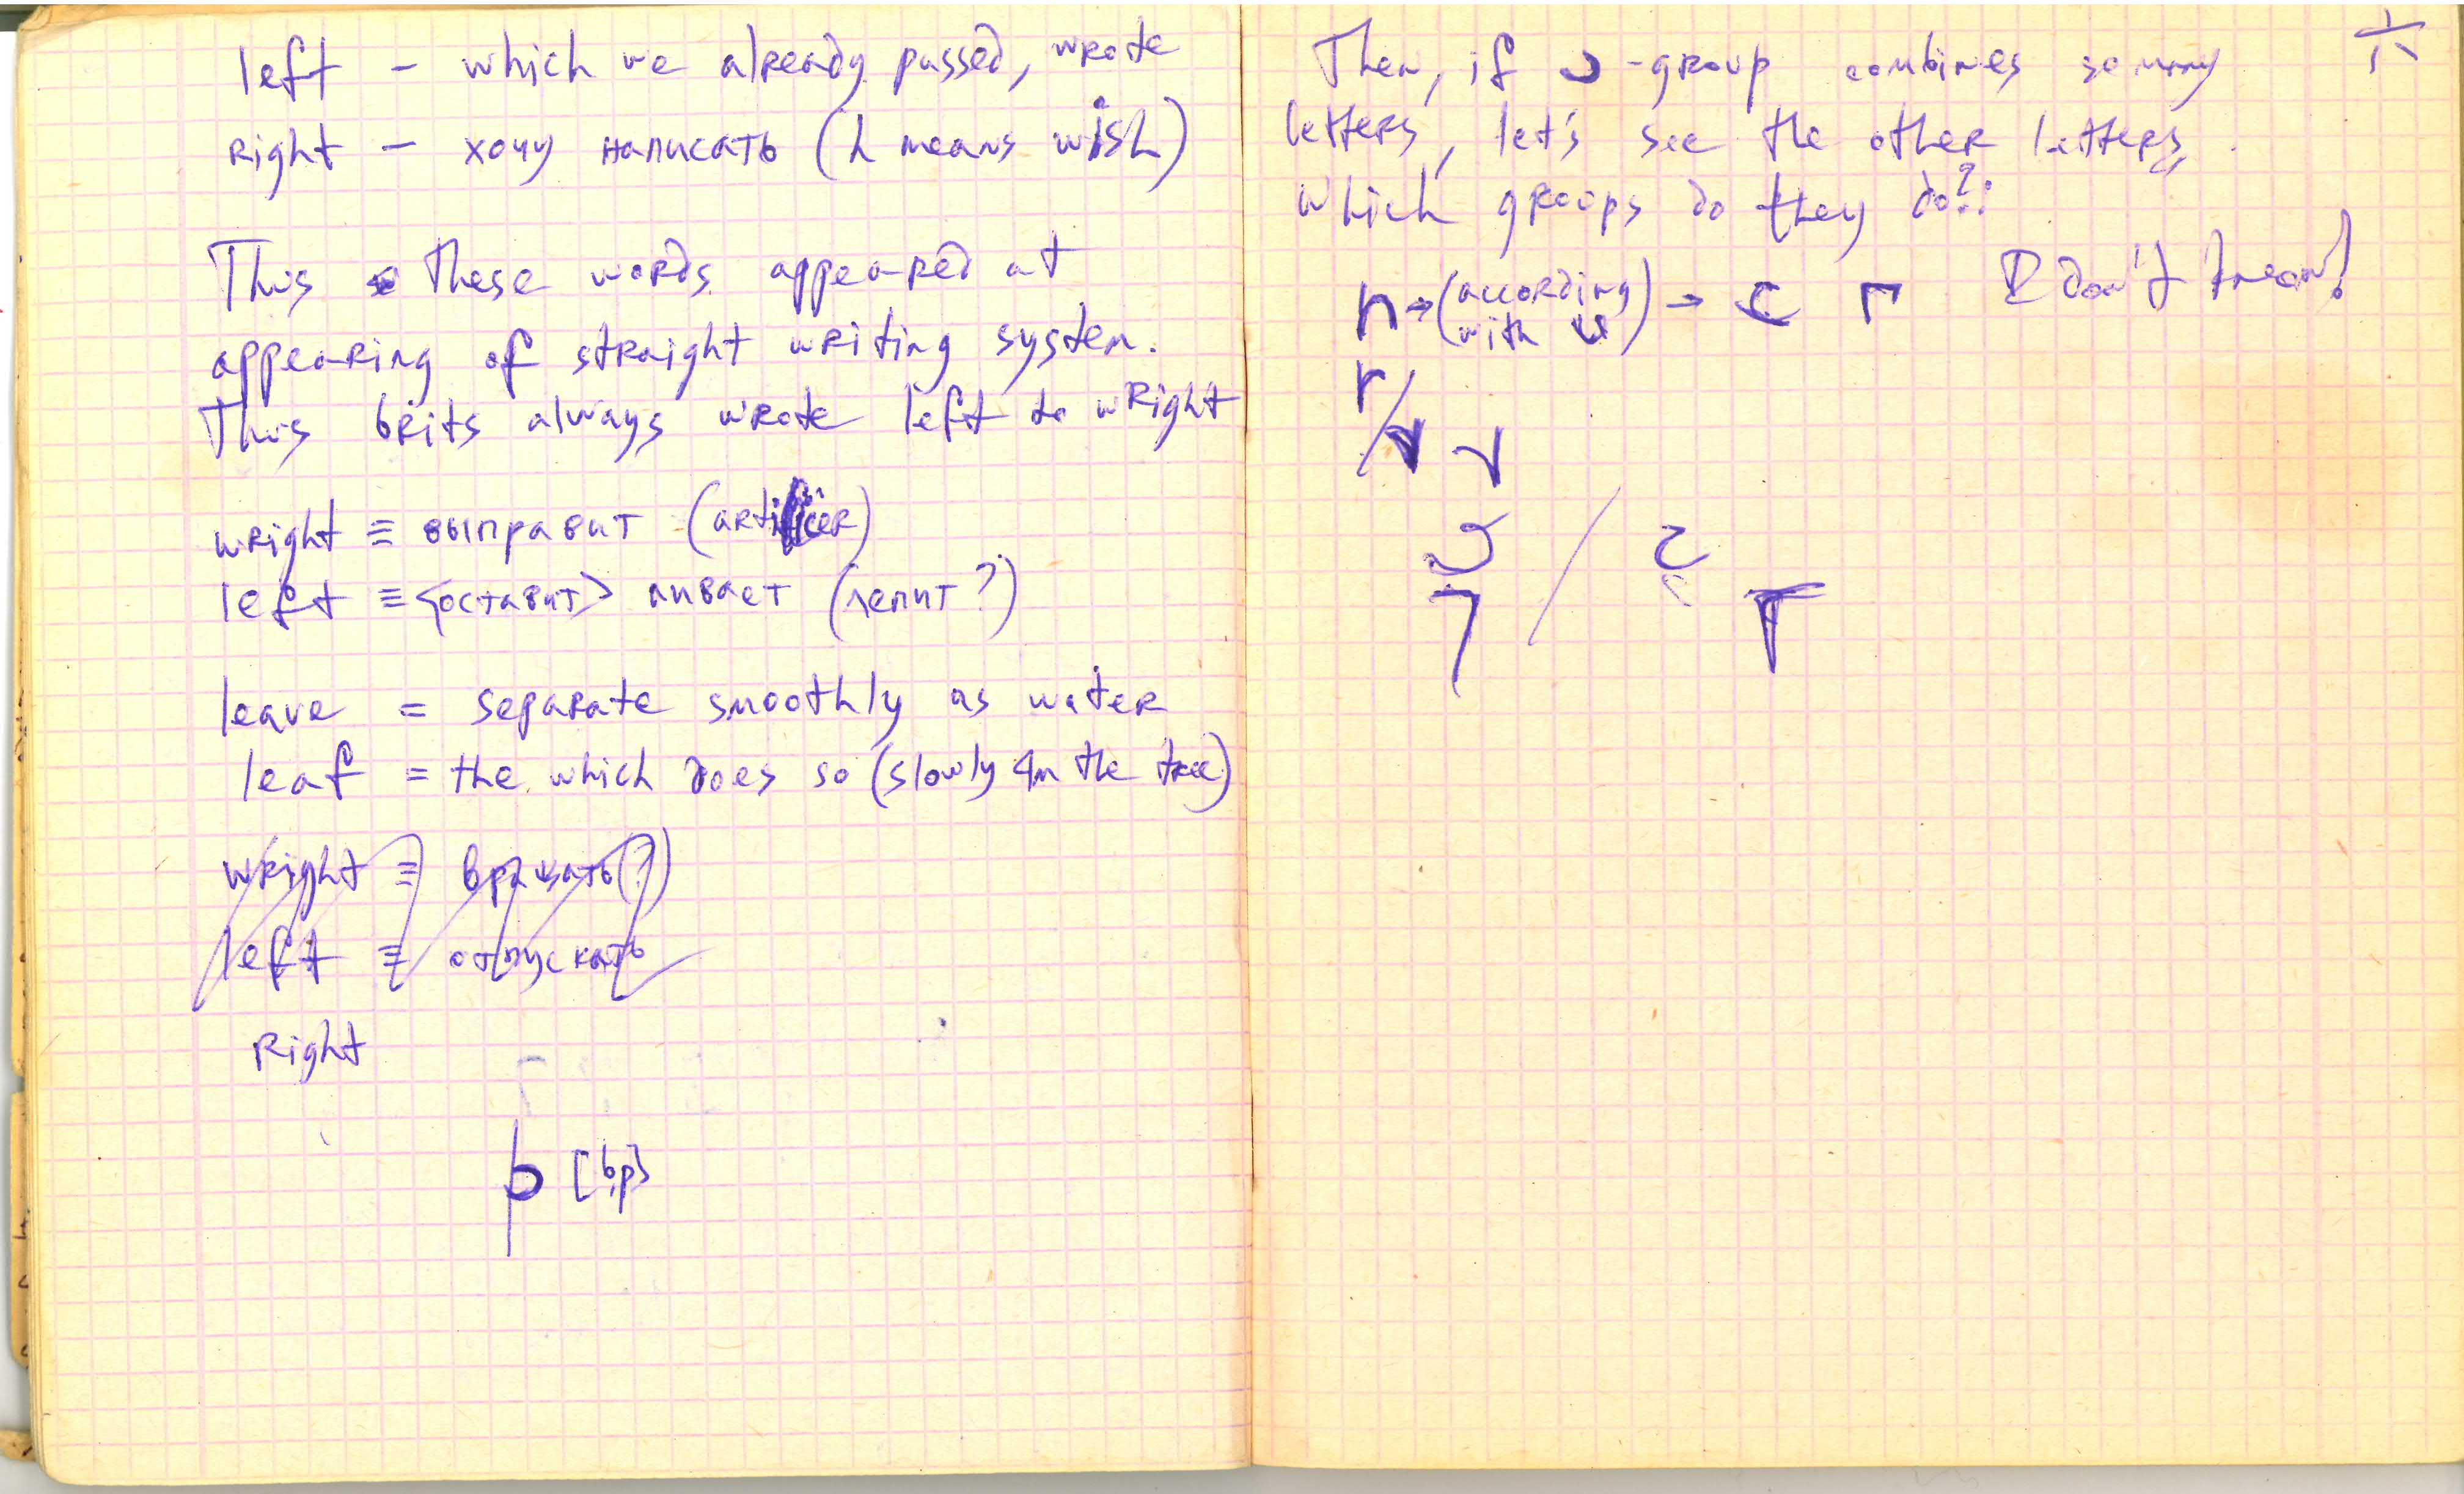 left - which we already passed, wrote
Right - хочу написать (h means wish)
Thus these words appeared at
appearing of straight writing system.
Thus brits always wrote left to wRight
wRight ≡ выправит (artificer)
left ≡ <оставит> ливает (лепит?)
leave = separate smoothly as water
leaf = the which does so (slowly in the tree)
wRight ≡ вращать(?)
left ≡ отпускать
Right
b [bp]
六
Then, if ɔ-group combines so many
letters, let's see the other letters,
Which groups do they do?:
n → (according with) → c r I don't know!
r/v v
/ 2
7 T